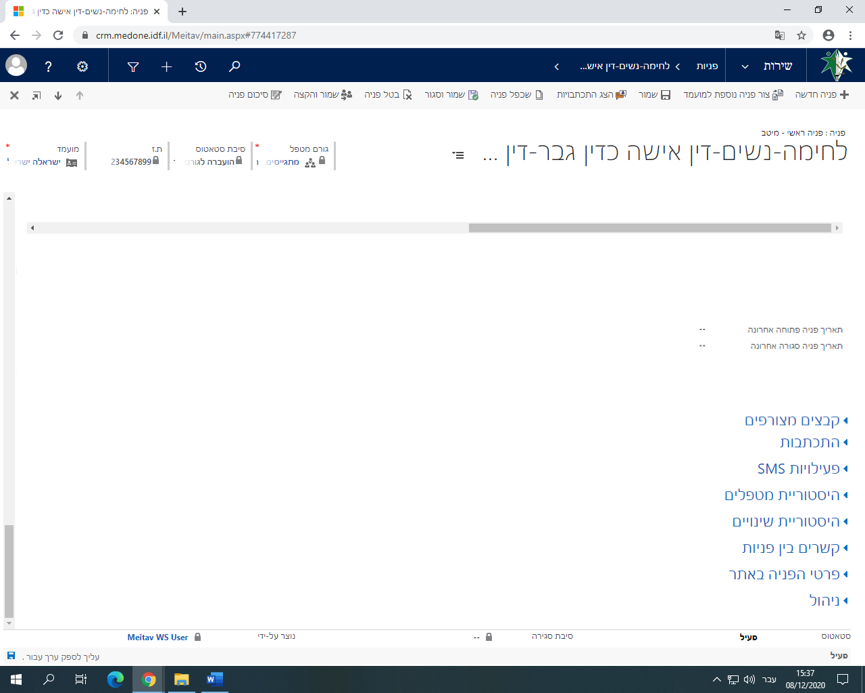 פניה: לחימה-נשים-דין אישה כדין ג
crm.medone.idf.il/Meitav/main.aspx#774417287
שירות
פניות
לחימה-נשים-דין איש...
פניה חדשה
צור פניה נוספת למועמד
שמור
הצג התכתבויות
שכפל פניה
שמור וסגור
בטל פניה
שמור והקצה
סיכום פניה
פניה : פניה ראשי - מיטב
לחימה-נשים-דין אישה כדין גבר-דין ...
גורם מטפל
מתגייסים
סיבת סטאטוס
הועברה לגורם
ת.ז
234567899
מועמד
ישראלה ישר
תאריך פניה פתוחה אחרונה --
תאריך פניה סגורה אחרונה --
קבצים מצורפים
התכתבות
פעילויות SMS
היסטוריית מטפלים
היסטוריית שינויים
קשרים בין פניות
פרטי הפניה באתר
ניהול
סטאטוס פעיל סיבת סגירה -- נוצר על-ידי Meitav WS User
פעיל
עליך לספק ערך עבור .
עבר
15:37
08/12/2020